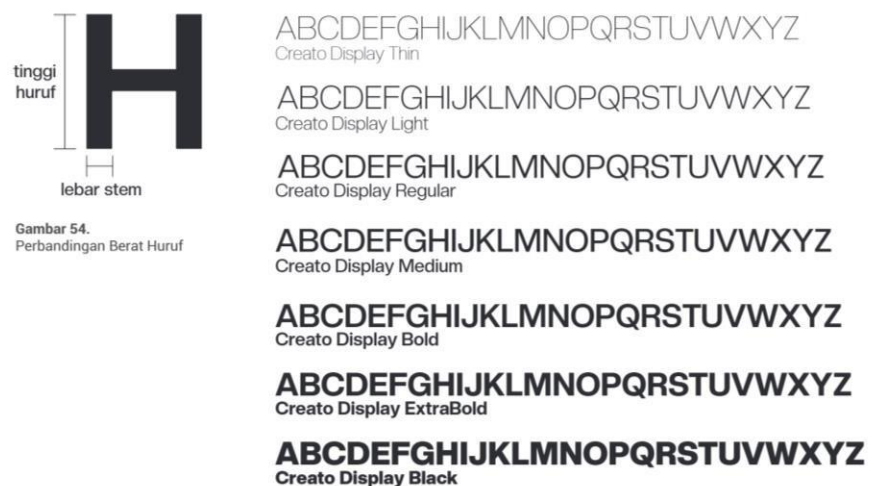 H
tinggi
huruf
lebar stem
Gambar 54.
Perbandingan Berat Huruf
ABCDEFGHIJKLMNOPQRSTUVWXYZ
Creato Display Thin
ABCDEFGHIJKLMNOPQRSTUVWXYZ
Creato Display Light
ABCDEFGHIJKLMNOPQRSTUVWXYZ
Creato Display Regular
ABCDEFGHIJKLMNOPQRSTUVWXYZ
Creato Display Medium
ABCDEFGHIJKLMNOPQRSTUVWXYZ
Creato Display Bold
ABCDEFGHIJKLMNOPQRSTUVWXYZ
Creato Display ExtraBold
ABCDEFGHIJKLMNOPQRSTUVWXYZ
Creato Display Black